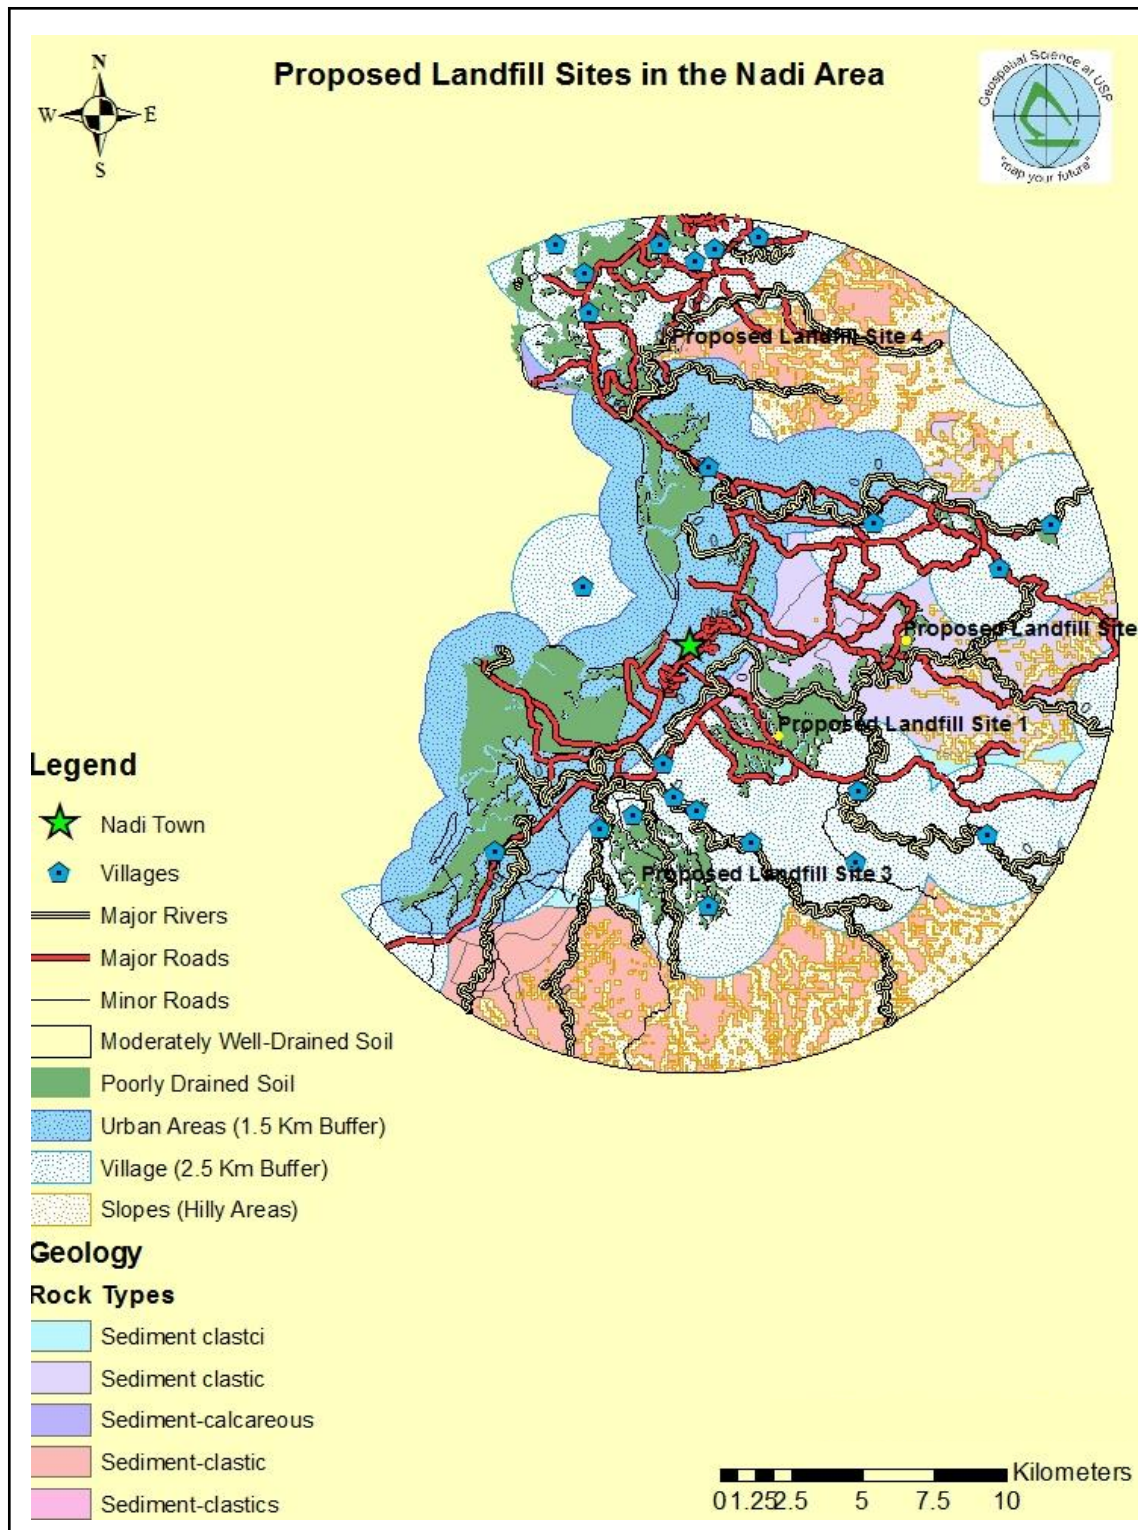 Proposed Landfill Sites in the Nadi Area
N
W E
S
Geospatial Science at USP
"map your future"
Proposed Landfill Site 4
Proposed Landfill Site
Proposed Landfill Site 1
Proposed Landfill Site 3
Legend
Nadi Town
Villages
Major Rivers
Major Roads
Minor Roads
Moderately Well-Drained Soil
Poorly Drained Soil
Urban Areas (1.5 Km Buffer)
Village (2.5 Km Buffer)
Slopes (Hilly Areas)
Geology
Rock Types
Sediment clastci
Sediment clastic
Sediment-calcareous
Sediment-clastic
Sediment-clastics
Kilometers
0 1.25 2.5 5 7.5 10